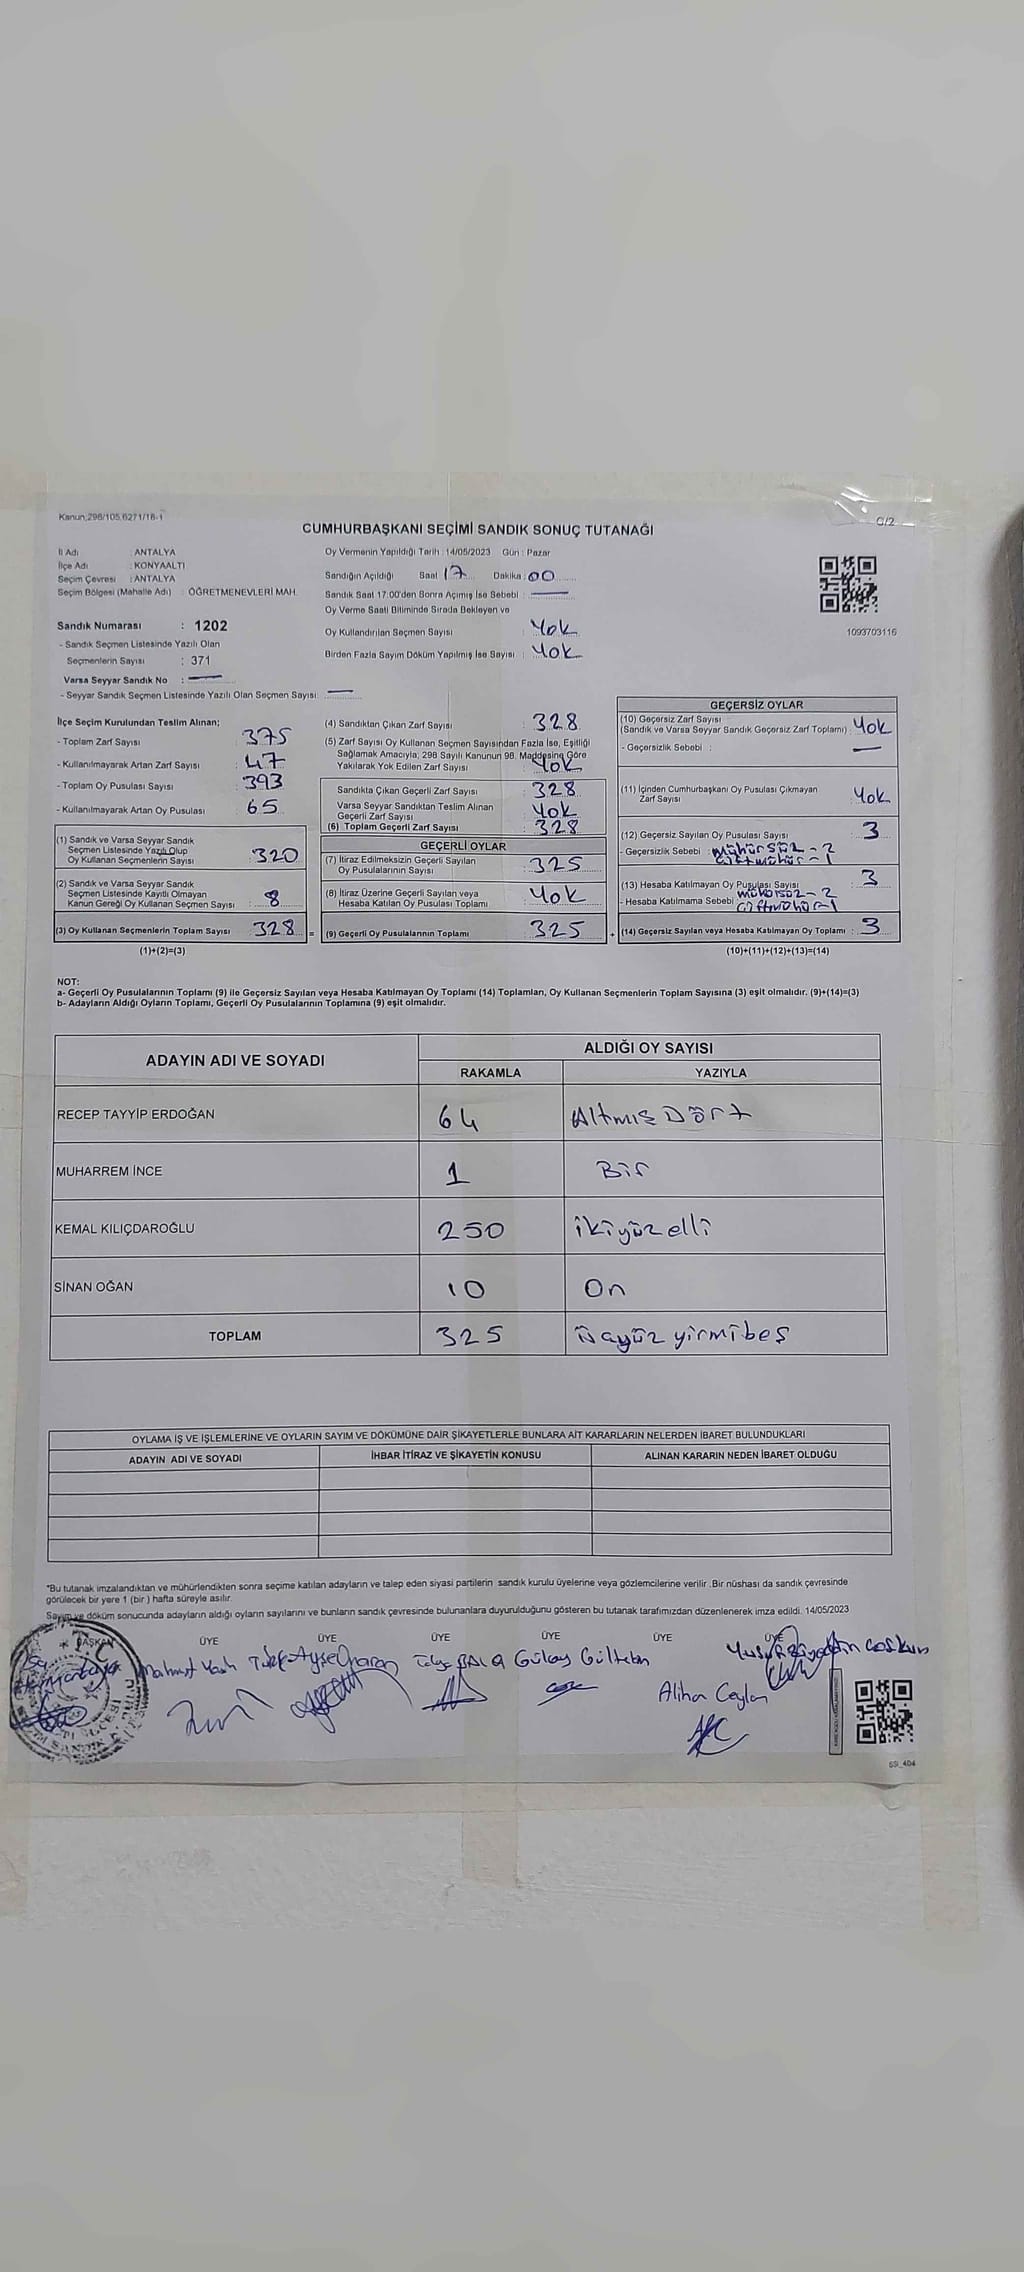 Kanun;298/105,6271/18-1
C/2
CUMHURBAŞKANI SEÇİMİ SANDIK SONUÇ TUTANAĞI
İl Adı : ANTALYA
İlçe Adı : KONYAALTI
Seçim Çevresi : ANTALYA
Seçim Bölgesi (Mahalle Adı) : ÖĞRETMENEVLERİ MAH.
Sandık Numarası : 1202
- Sandık Seçmen Listesinde Yazılı Olan
Seçmenlerin Sayısı : 371
Varsa Seyyar Sandık No :
- Seyyar Sandık Seçmen Listesinde Yazılı Olan Seçmen Sayısı:
Oy Vermenin Yapıldığı Tarih : 14/05/2023 Gün : Pazar
Sandığın Açıldığı Saat 17 Dakika : 00
Sandık Saat 17:00'den Sonra Açımış İse Sebebi :
Oy Verme Saati Bitiminde Sırada Bekleyen ve
Oy Kullandırılan Seçmen Sayısı : Yok
Birden Fazla Sayım Döküm Yapılmış İse Sayısı : Yok
1093703116
İlçe Seçim Kurulundan Teslim Alınan;
- Toplam Zarf Sayısı : 375
- Kullanılmayarak Artan Zarf Sayısı : 47
- Toplam Oy Pusulası Sayısı : 393
- Kullanılmayarak Artan Oy Pusulası : 65
(1) Sandık ve Varsa Seyyar Sandık
Seçmen Listesinde Yazılı Olup
Oy Kullanan Seçmenlerin Sayısı : 320
(2) Sandık ve Varsa Seyyar Sandık
Seçmen Listesinde Kayıtlı Olmayan
Kanun Gereği Oy Kullanan Seçmen Sayısı : 8
(3) Oy Kullanan Seçmenlerin Toplam Sayısı : 328 =
(1)+(2)=(3)
(4) Sandıktan Çıkan Zarf Sayısı : 328
(5) Zarf Sayısı Oy Kullanan Seçmen Sayısından Fazla İse, Eşitliği
Sağlamak Amacıyla; 298 Sayılı Kanunun 98. Maddesine Göre
Yakılarak Yok Edilen Zarf Sayısı : Yok
Sandıkta Çıkan Geçerli Zarf Sayısı : 328
Varsa Seyyar Sandıktan Teslim Alınan
Geçerli Zarf Sayısı : Yok
(6) Toplam Geçerli Zarf Sayısı : 328
GEÇERLİ OYLAR
(7) İtiraz Edilmeksizin Geçerli Sayılan
Oy Pusulalarının Sayısı : 325
(8) İtiraz Üzerine Geçerli Sayılan veya
Hesaba Katılan Oy Pusulası Toplamı : Yok
(9) Geçerli Oy Pusulalarının Toplamı : 325 +
GEÇERSİZ OYLAR
(10) Geçersiz Zarf Sayısı
(Sandık ve Varsa Seyyar Sandık Geçersiz Zarf Toplamı) : Yok
- Geçersizlik Sebebi :
(11) İçinden Cumhurbaşkanı Oy Pusulası Çıkmayan
Zarf Sayısı : Yok
(12) Geçersiz Sayılan Oy Pusulası Sayısı : 3
- Geçersizlik Sebebi : Mühürsüz - 2
Çiftmühür - 1
(13) Hesaba Katılmayan Oy Pusulası Sayısı : 3
- Hesaba Katılmama Sebebi : mühürsüz - 2
Çiftmühür - 1
(14) Geçersiz Sayılan veya Hesaba Katılmayan Oy Toplamı : 3
(10)+(11)+(12)+(13)=(14)
NOT:
a- Geçerli Oy Pusulalarının Toplamı (9) ile Geçersiz Sayılan veya Hesaba Katılmayan Oy Toplamı (14) Toplamları, Oy Kullanan Seçmenlerin Toplam Sayısına (3) eşit olmalıdır. (9)+(14)=(3)
b- Adayların Aldığı Oyların Toplamı, Geçerli Oy Pusulalarının Toplamına (9) eşit olmalıdır.
ADAYIN ADI VE SOYADI
ALDIĞI OY SAYISI
RAKAMLA YAZIYLA
RECEP TAYYİP ERDOĞAN 64 Altmış Dört
MUHARREM İNCE 1 Bir
KEMAL KILIÇDAROĞLU 250 ikiyüzelli
SİNAN OĞAN 10 On
TOPLAM 325 Üçyüz yirmibeş
OYLAMA İŞ VE İŞLEMLERİNE VE OYLARIN SAYIM VE DÖKÜMÜNE DAİR ŞİKAYETLERLE BUNLARA AİT KARARLARIN NELERDEN İBARET BULUNDUKLARI
ADAYIN ADI VE SOYADI İHBAR İTİRAZ VE ŞİKAYETİN KONUSU ALINAN KARARIN NEDEN İBARET OLDUĞU
*Bu tutanak imzalandıktan ve mühürlendikten sonra seçime katılan adayların ve talep eden siyasi partilerin sandık kurulu üyelerine veya gözlemcilerine verilir. Bir nüshası da sandık çevresinde
görülecek bir yere 1 (bir ) hafta süreyle asılır.
Sayım ve döküm sonucunda adayların aldığı oyların sayılarını ve bunların sandık çevresinde bulunanlara duyurulduğunu gösteren bu tutanak tarafımızdan düzenlenerek imza edildi. 14/05/2023
BAŞKAN ÜYE ÜYE ÜYE ÜYE ÜYE ÜYE
Mahmut Tolga BALA Gülay Gültekin Coşkun
Alihan Ceylan
SSİ_404